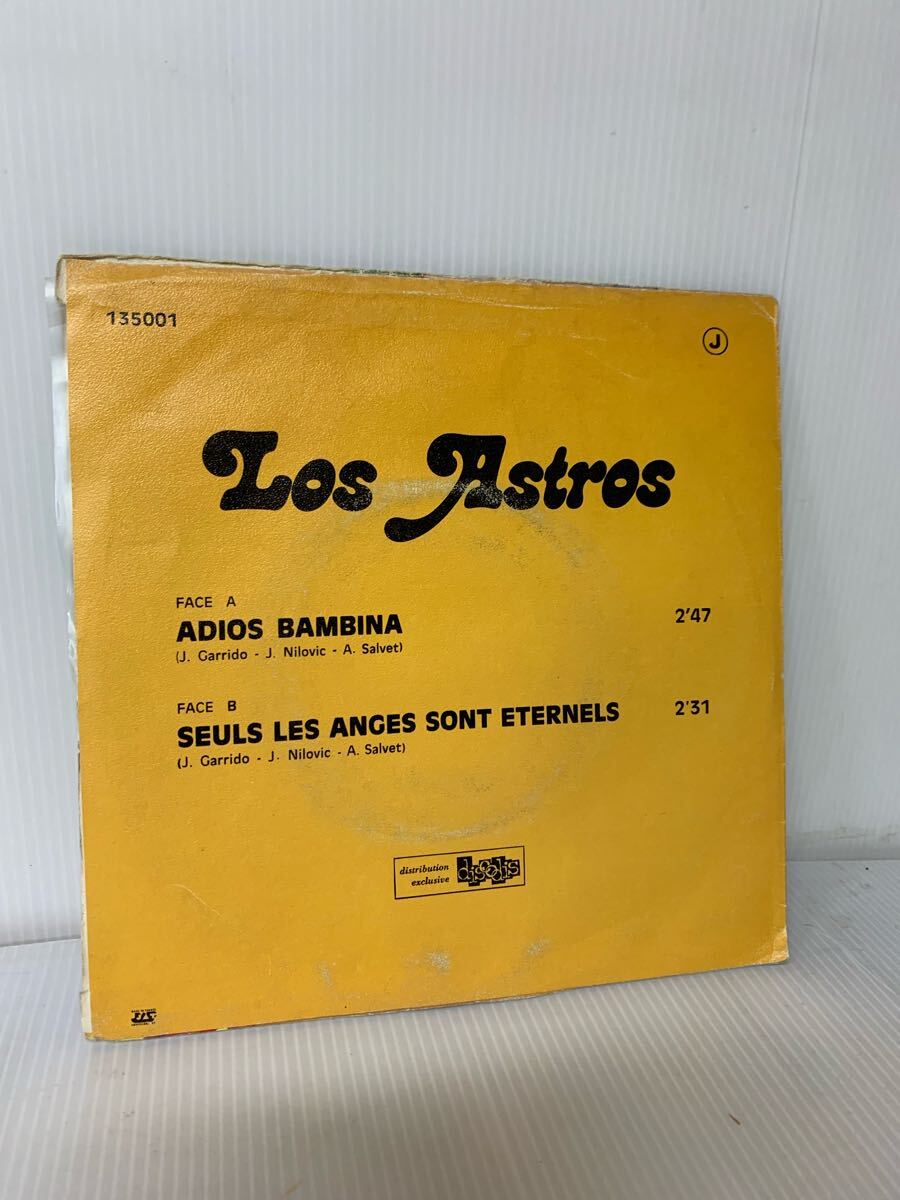 135001
J
Los Astros
FACE A
ADIOS BAMBINA 2'47
(J. Garrido - J. Nilovic - A. Salvet)
FACE B
SEULS LES ANGES SONT ETERNELS 2'31
(J. Garrido - J. Nilovic - A. Salvet)
distribution
exclusive
discodis